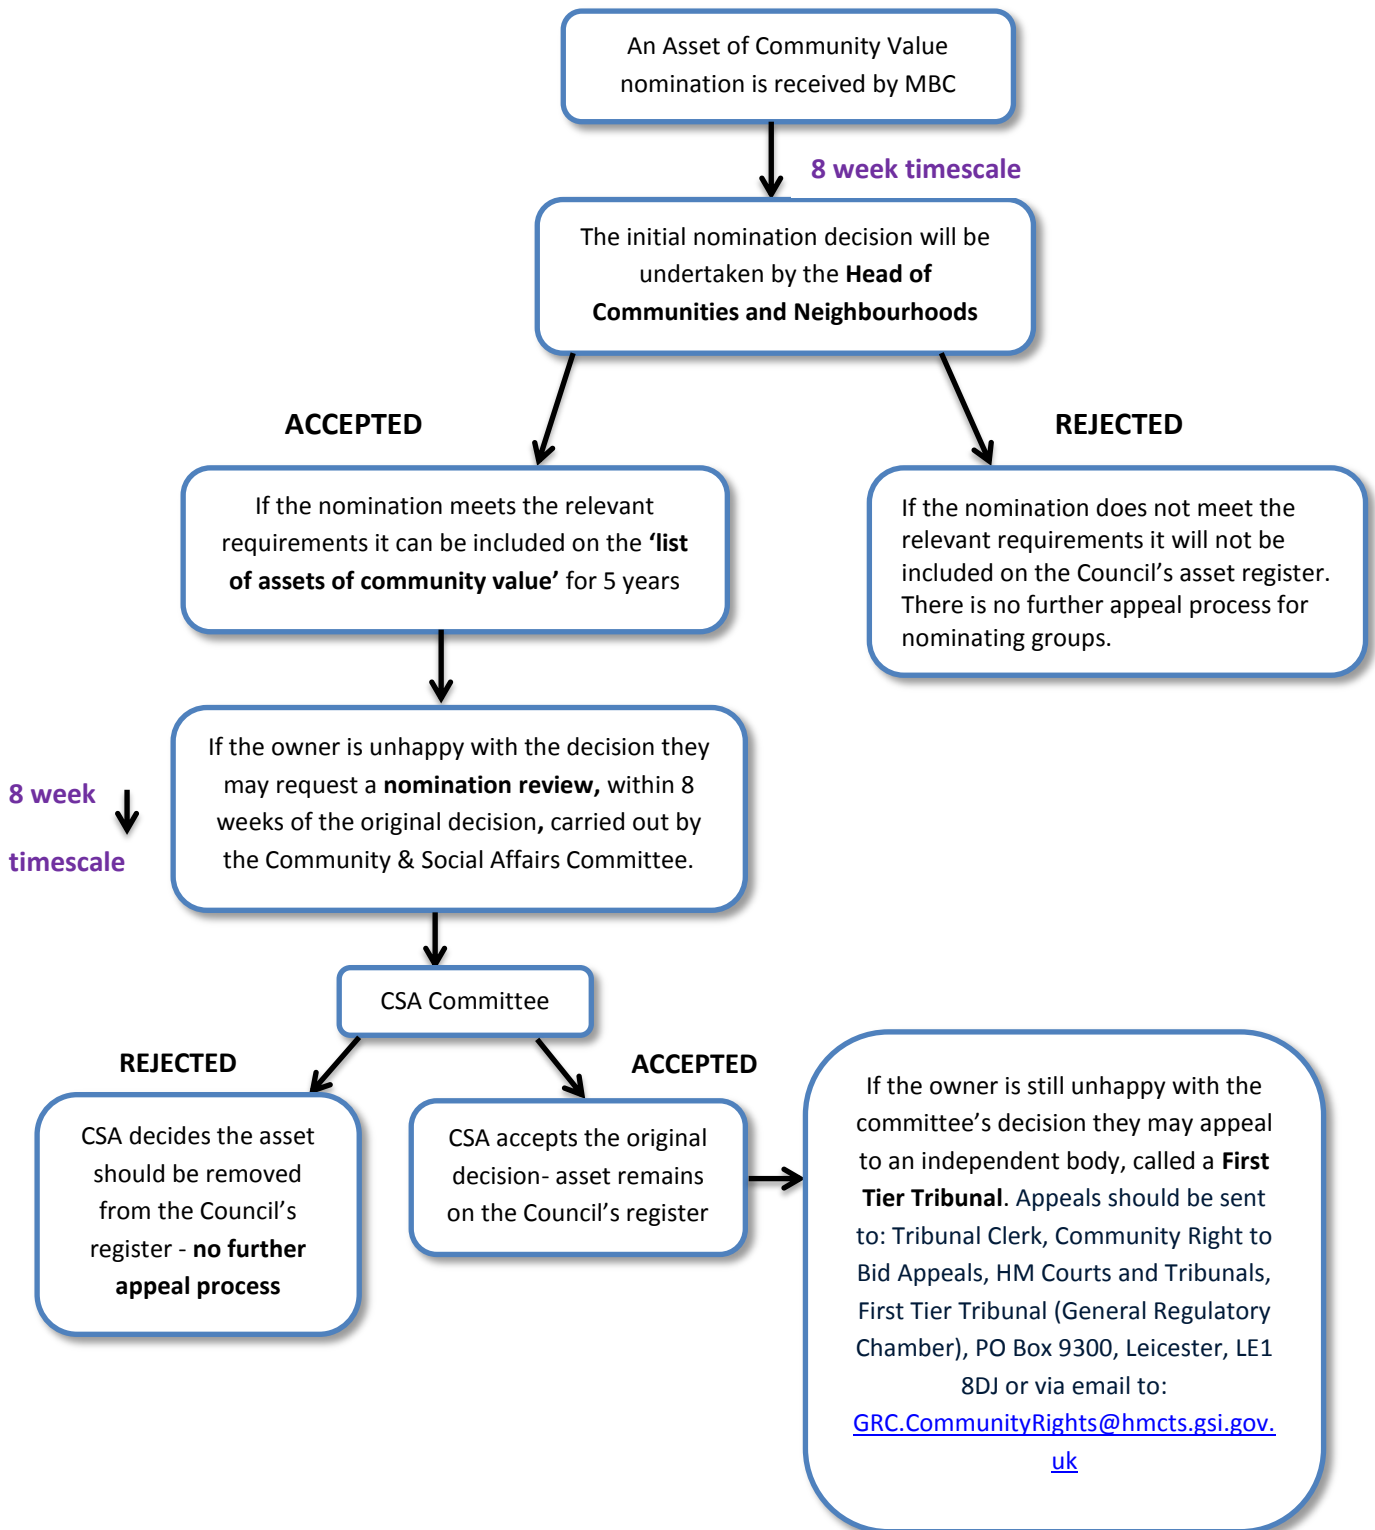 An Asset of Community Value
nomination is received by MBC
8 week timescale
The initial nomination decision will be
undertaken by the Head of
Communities and Neighbourhoods
ACCEPTED
REJECTED
If the nomination meets the relevant
requirements it can be included on the ‘list
of assets of community value’ for 5 years
If the nomination does not meet the
relevant requirements it will not be
included on the Council’s asset register.
There is no further appeal process for
nominating groups.
If the owner is unhappy with the decision they
may request a nomination review, within 8
weeks of the original decision, carried out by
the Community & Social Affairs Committee.
8 week
timescale
CSA Committee
REJECTED
ACCEPTED
CSA decides the asset
should be removed
from the Council’s
register - no further
appeal process
CSA accepts the original
decision- asset remains
on the Council’s register
If the owner is still unhappy with the
committee’s decision they may appeal
to an independent body, called a First
Tier Tribunal. Appeals should be sent
to: Tribunal Clerk, Community Right to
Bid Appeals, HM Courts and Tribunals,
First Tier Tribunal (General Regulatory
Chamber), PO Box 9300, Leicester, LE1
8DJ or via email to:
GRC.CommunityRights@hmcts.gsi.gov.
uk